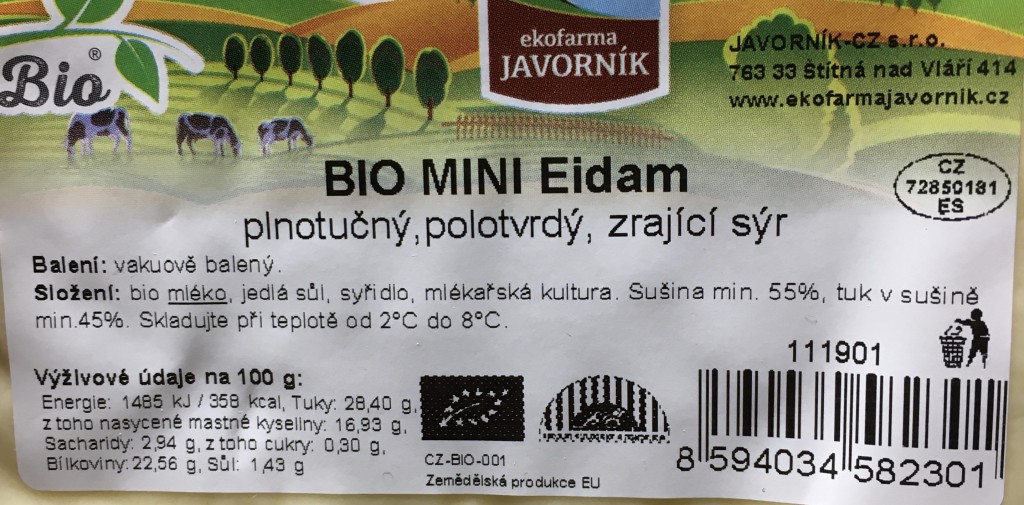 Bio®
ekofarma
JAVORNÍK
JAVORNÍK-CZ s.r.o.
763 33 Štítná nad Vláří 414
www.ekofarmajavornik.cz
BIO MINI Eidam
plnotučný,polotvrdý, zrající sýr
CZ
72850181
ES
Balení: vakuově balený.
Složení: bio mléko, jedlá sůl, syřidlo, mlékařská kultura. Sušina min. 55%, tuk v sušině
min.45%. Skladujte při teplotě od 2°C do 8°C.
Výživové údaje na 100 g:
Energie: 1485 kJ / 358 kcal, Tuky: 28,40 g,
z toho nasycené mastné kyseliny: 16,93 g,
Sacharidy: 2,94 g, z toho cukry: 0,30 g,
Bílkoviny: 22,56 g, Sůl: 1,43 g
CZ-BIO-001
Zemědělská produkce EU
111901
8 594034 582301